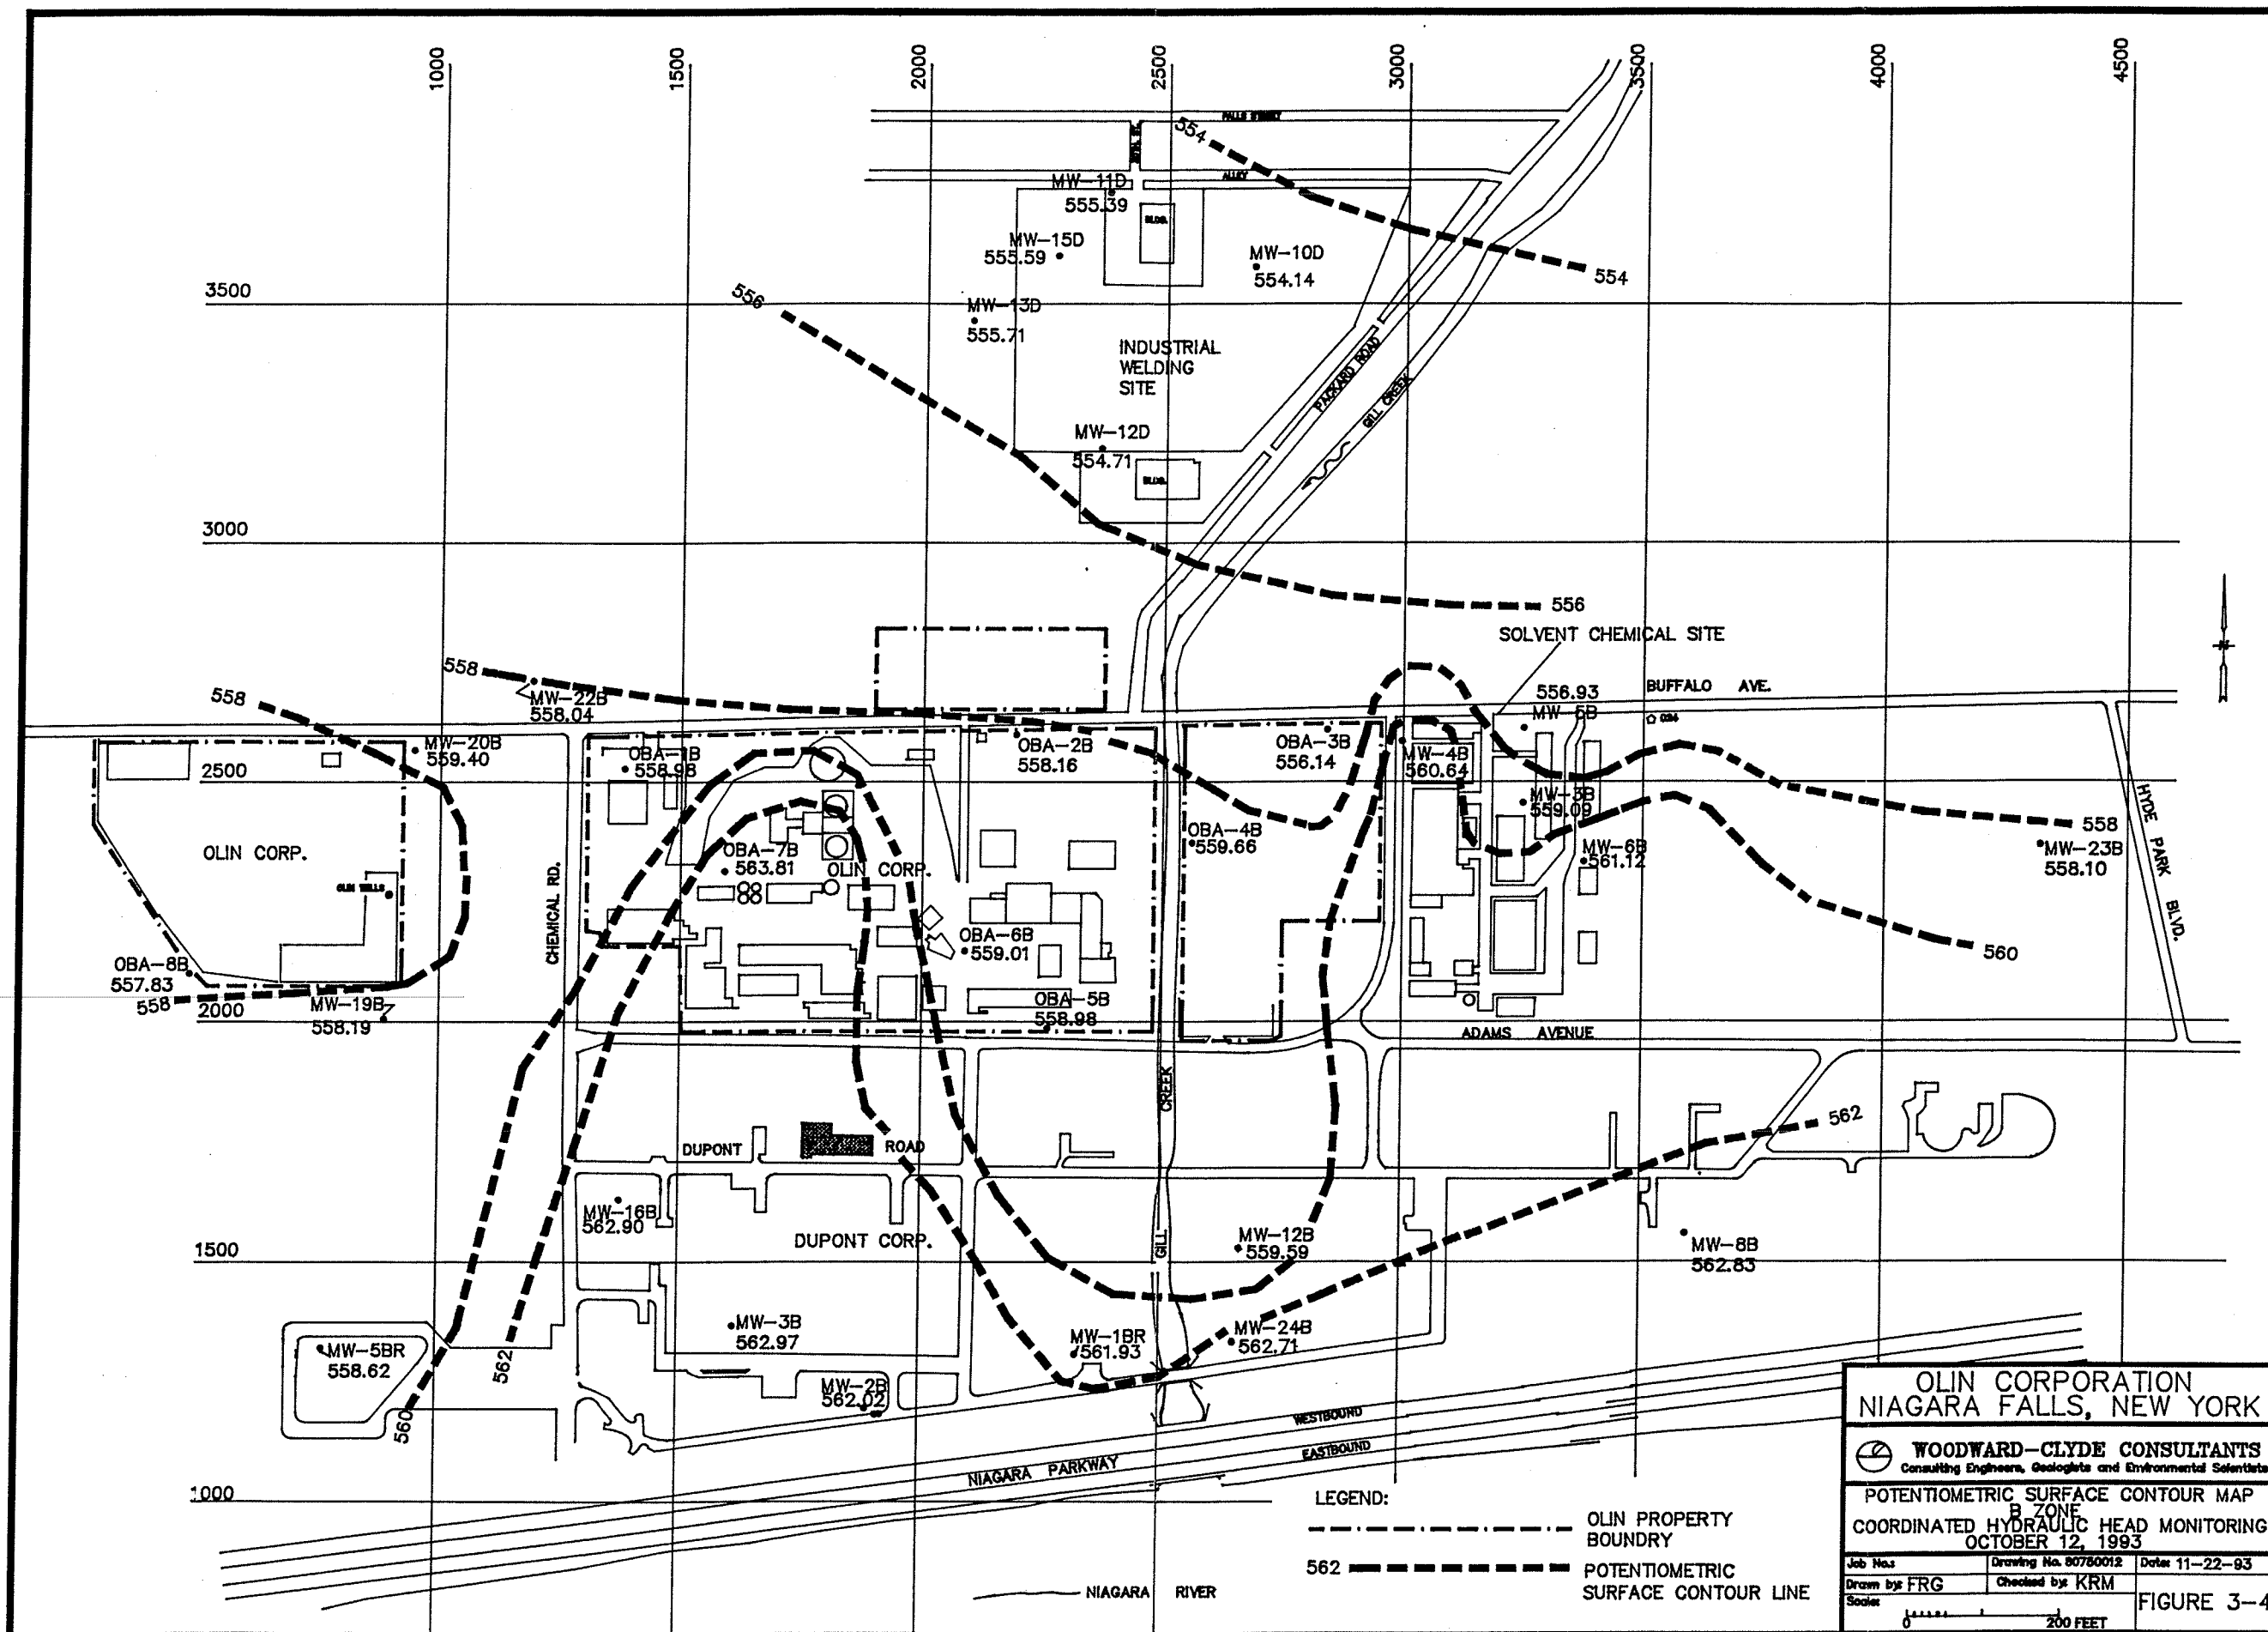 1000
1500
2000
2500
3000
3500
4000
4500
FALLS STREET
554
ALLEY
MW-11D
555.39
BLDG.
MW-15D
555.59
MW-10D
554.14
554
3500
556
MW-13D
555.71
INDUSTRIAL
WELDING
SITE
PACKARD ROAD
GILL CREEK
MW-12D
554.71
BLDG.
3000
556
SOLVENT CHEMICAL SITE
558
558
MW-22B
558.04
556.93
BUFFALO AVE.
MW-5B
MW-20B
559.40
OBA-1B
558.98
OBA-2B
558.16
OBA-3B
556.14
MW-4B
560.64
2500
MW-3B
559.09
HYDE PARK BLVD.
558
OLIN CORP.
OBA-7B
563.81
OLIN CORP.
OBA-4B
559.66
MW-6B
561.12
MW-23B
558.10
OLIN WELLS
CHEMICAL RD.
OBA-6B
559.01
560
OBA-8B
557.83
558
MW-19B
558.19
2000
OBA-5B
558.98
ADAMS AVENUE
CREEK
562
DUPONT ROAD
MW-16B
562.90
DUPONT CORP.
GILL
MW-12B
559.59
MW-8B
562.83
1500
MW-5BR
558.62
562
MW-3B
562.97
MW-1BR
561.93
MW-24B
562.71
560
MW-2B
562.02
WESTBOUND
EASTBOUND
NIAGARA PARKWAY
1000
LEGEND:
OLIN PROPERTY
BOUNDRY
562
POTENTIOMETRIC
SURFACE CONTOUR LINE
NIAGARA RIVER
OLIN CORPORATION
NIAGARA FALLS, NEW YORK
WOODWARD-CLYDE CONSULTANTS
Consulting Engineers, Geologists and Environmental Scientists
POTENTIOMETRIC SURFACE CONTOUR MAP
B ZONE
COORDINATED HYDRAULIC HEAD MONITORING
OCTOBER 12, 1993
Job No.:
Drawing No. 90750012
Date: 11-22-93
Drawn by: FRG
Checked by: KRM
Scale:
0 200 FEET
FIGURE 3-4